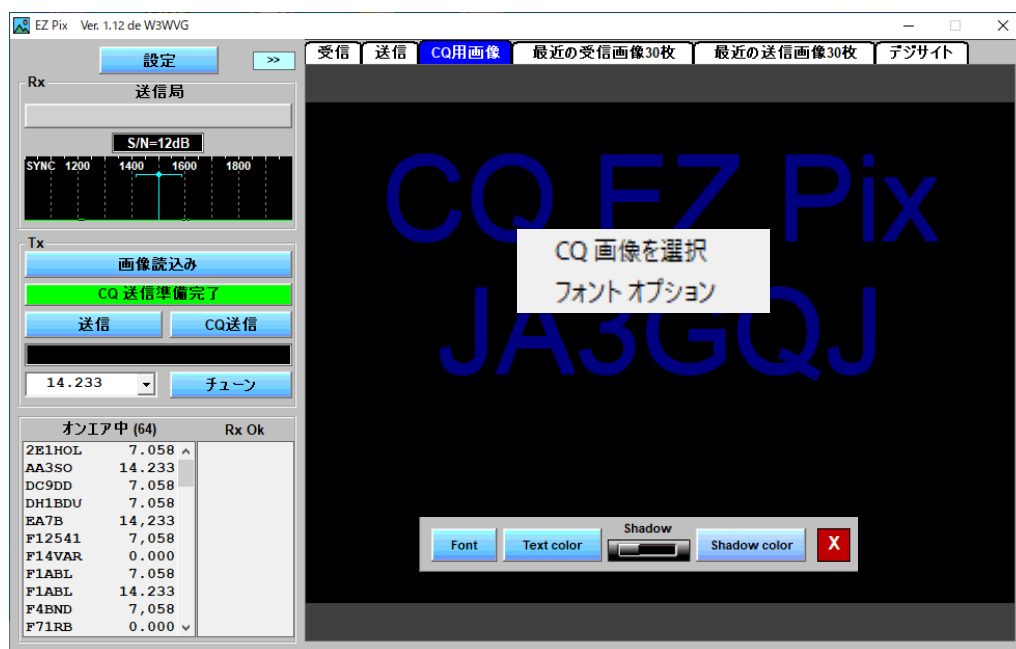 EZ Pix Ver. 1.12 de W3WVG
設定
>>
受信
送信
CQ用画像
最近の受信画像30枚
最近の送信画像30枚
デジサイト
Rx
送信局
S/N=12dB
SYNC 1200 1400 1600 1800
Tx
画像読込み
CQ 送信準備完了
送信
CQ送信
14.233
チューン
オンエア中 (64)
Rx Ok
2E1HOL 7.058
AA3SO 14.233
DC9DD 7.058
DH1BDU 7.058
EA7B 14,233
F12541 7,058
F14VAR 0.000
F1ABL 7.058
F1ABL 14.233
F4BND 7,058
F71RB 0.000
CQ EZ Pix
CQ 画像を選択
フォント オプション
JA3GQJ
Font
Text color
Shadow
Shadow color
X